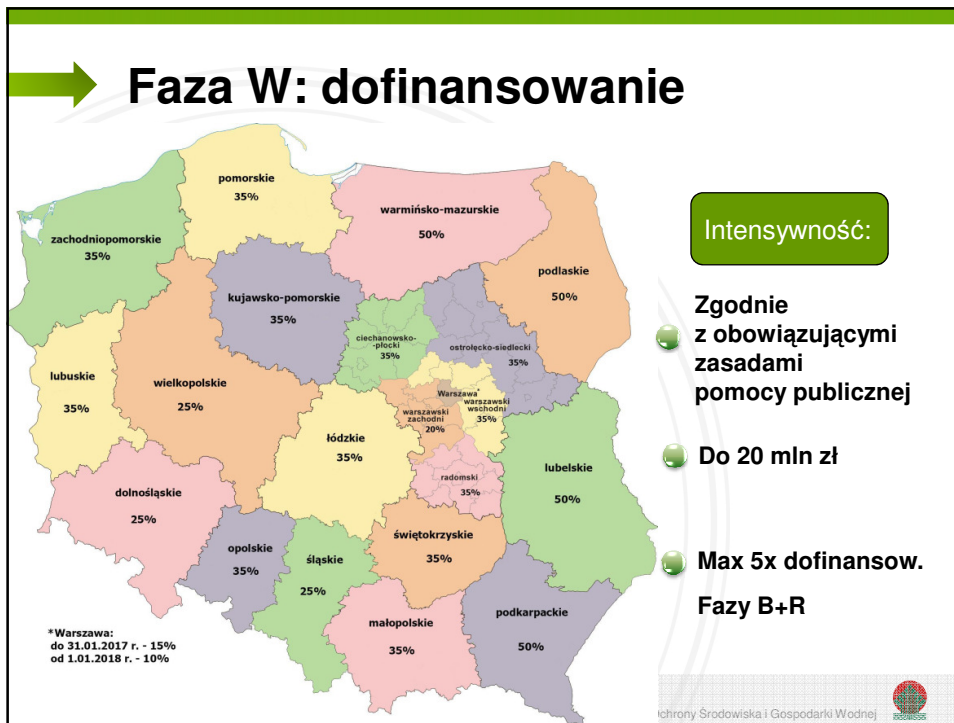 Faza W: dofinansowanie
pomorskie
35%
warmińsko-mazurskie
50%
zachodniopomorskie
35%
podlaskie
50%
kujawsko-pomorskie
35%
ciechanowsko-
-płocki
35%
ostrołęcko-siedlecki
35%
lubuskie
35%
wielkopolskie
25%
Warszawa*
warszawski
wschodni
35%
warszawski
zachodni
20%
łódzkie
35%
radomski
35%
lubelskie
50%
dolnośląskie
25%
opolskie
35%
śląskie
25%
świętokrzyskie
35%
małopolskie
35%
podkarpackie
50%
*Warszawa:
do 31.01.2017 r. - 15%
od 1.01.2018 r. - 10%
Intensywność:
Zgodnie
z obowiązującymi
zasadami
pomocy publicznej
Do 20 mln zł
Max 5x dofinansow.
Fazy B+R
chrony Środowiska i Gospodarki Wodnej